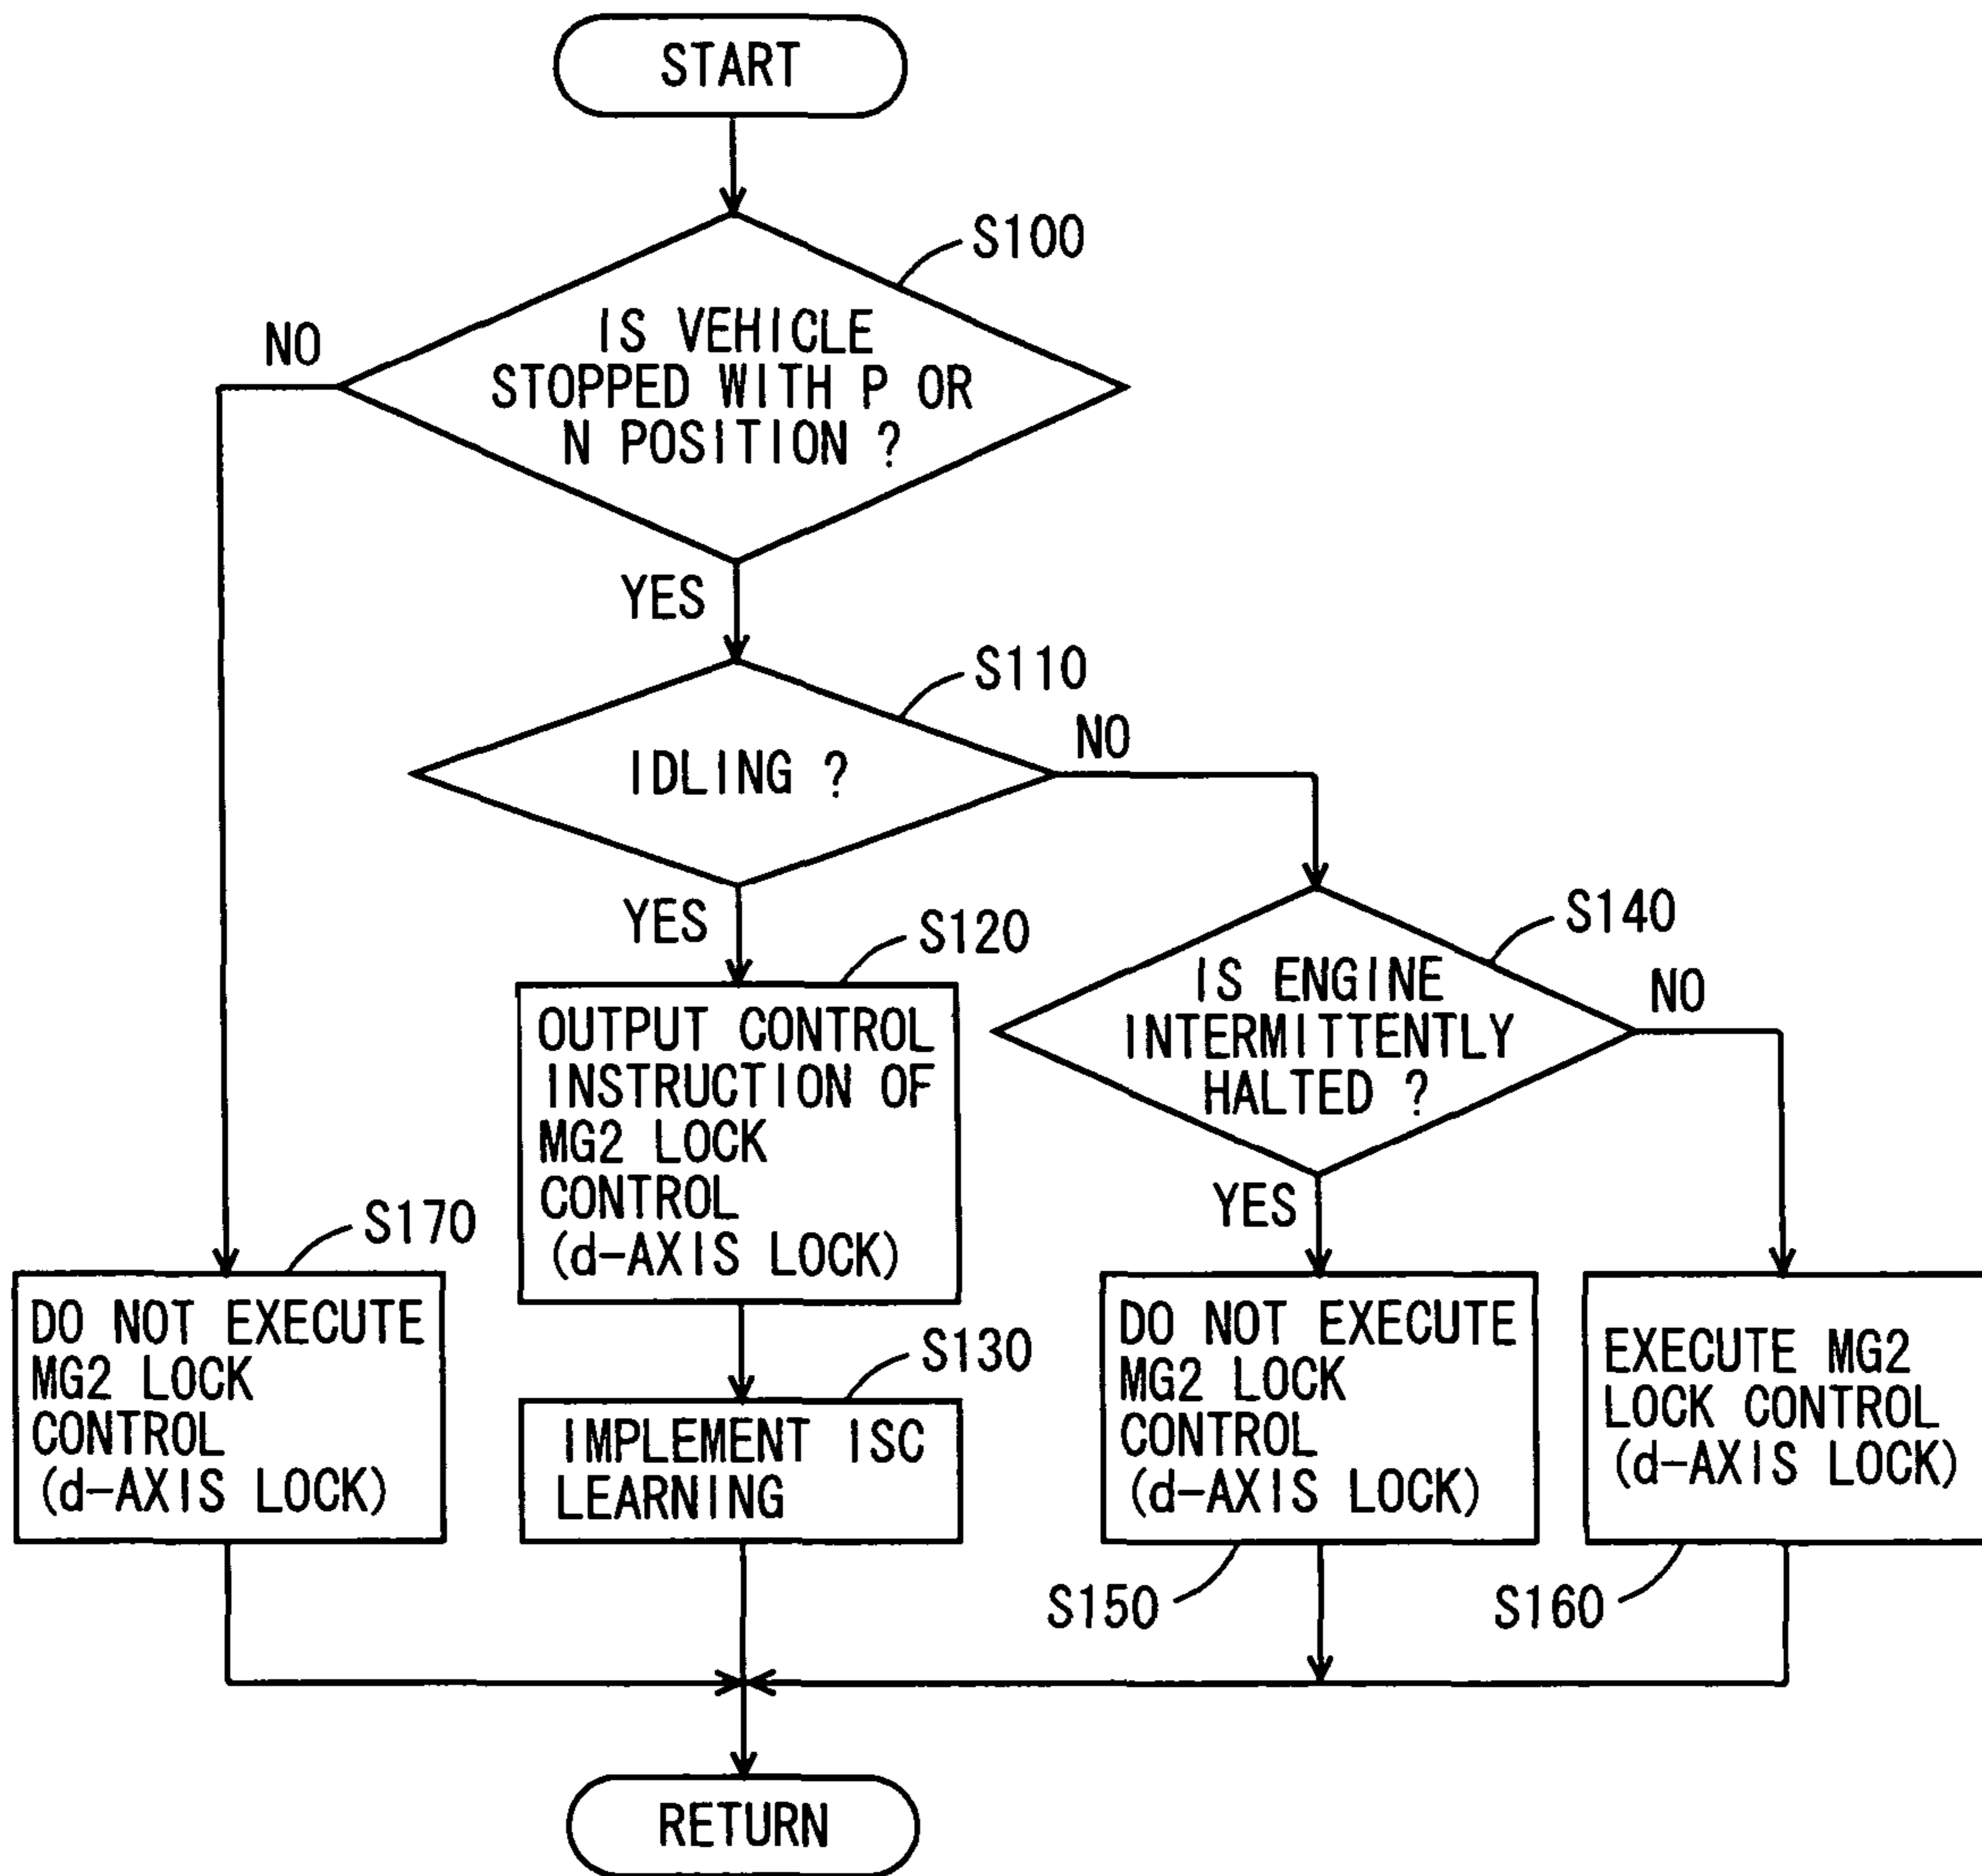 START
S100
IS VEHICLE
STOPPED WITH P OR
N POSITION ?
NO
YES
S110
IDLING ?
NO
YES
S120
OUTPUT CONTROL
INSTRUCTION OF
MG2 LOCK
CONTROL
(d-AXIS LOCK)
S140
IS ENGINE
INTERMITTENTLY
HALTED ?
NO
YES
S170
DO NOT EXECUTE
MG2 LOCK
CONTROL
(d-AXIS LOCK)
S130
IMPLEMENT ISC
LEARNING
DO NOT EXECUTE
MG2 LOCK
CONTROL
(d-AXIS LOCK)
S150
EXECUTE MG2
LOCK CONTROL
(d-AXIS LOCK)
S160
RETURN